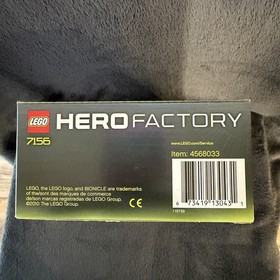 LEGO HERO FACTORY
7156
www.LEGO.com/Service
Item: 4568033
LEGO, the LEGO logo, and BIONICLE are trademarks
of/sont des marques de commerce
de/son marcas registradas de LEGO Group.
©2010 The LEGO Group.
CE
6 73419 13043 1